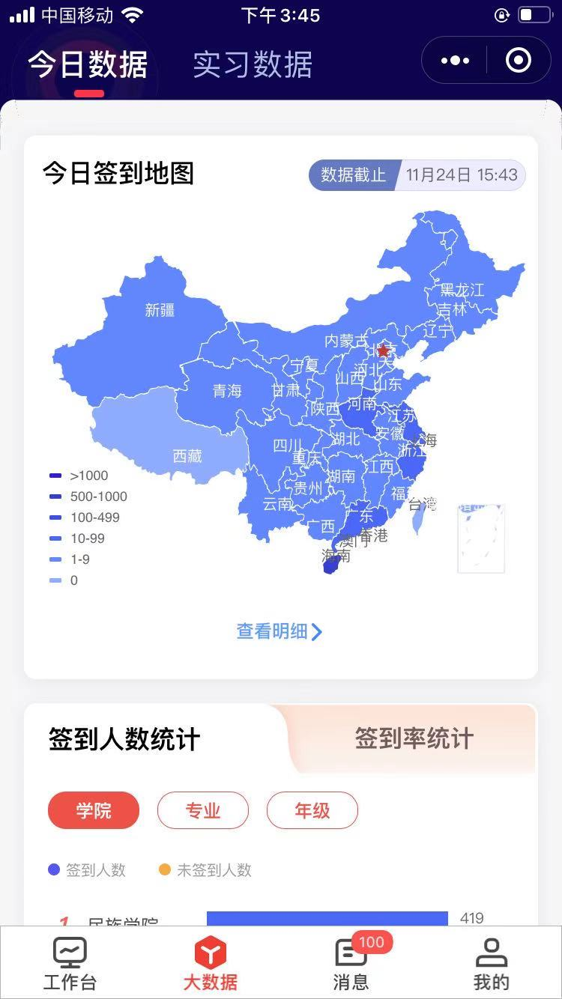 中国移动
下午3:45
今日数据
实习数据
今日签到地图
数据截止 11月24日 15:43
黑龙江
新疆
吉林
辽宁
内蒙古
北京
宁夏
河北
天
山西
山东
青海
甘肃
陕西
河南
江苏
安徽
上海
四川
湖北
浙江
西藏
重庆
江西
湖南
贵州
福建
云南
台湾
广东
广西
香港
澳门
海南
>1000
500-1000
100-499
10-99
1-9
0
查看明细
签到人数统计
签到率统计
学院
专业
年级
签到人数
未签到人数
1 民族学院
419
工作台
大数据
100
消息
我的